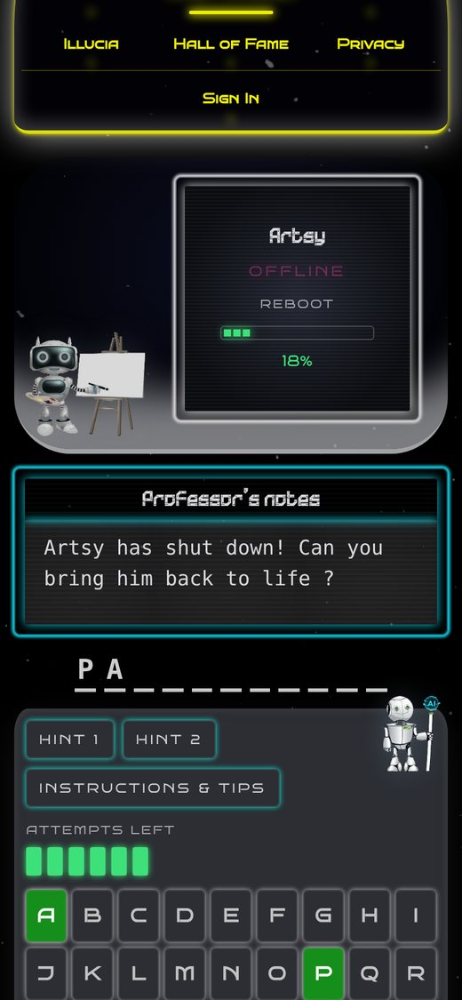 Illucia Hall of Fame Privacy
Sign In
Artsy
OFFLINE
REBOOT
18%
Professor's notes
Artsy has shut down! Can you
bring him back to life ?
P A _ _ _ _ _ _ _ _ _
AI
HINT 1 HINT 2
INSTRUCTIONS & TIPS
ATTEMPTS LEFT
A B C D E F G H I
J K L M N O P Q R